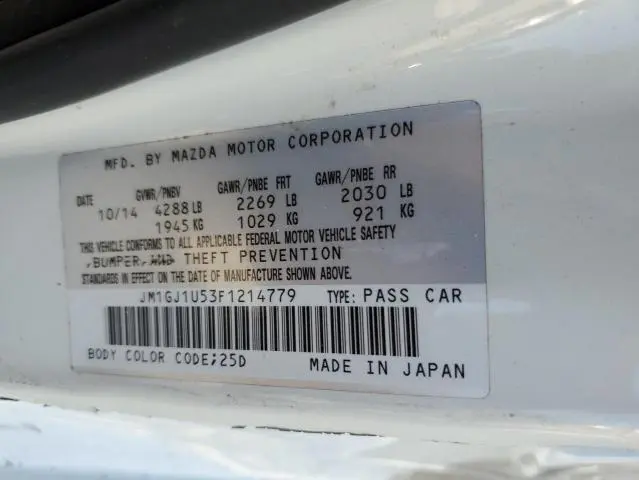 MFD. BY MAZDA MOTOR CORPORATION
DATE GVWR/PNBV GAWR/PNBE FRT GAWR/PNBE RR
10/14 4288 LB 2269 LB 2030 LB
1945 KG 1029 KG 921 KG
THIS VEHICLE CONFORMS TO ALL APPLICABLE FEDERAL MOTOR VEHICLE SAFETY
,BUMPER, AND THEFT PREVENTION
STANDARDS IN EFFECT ON THE DATE OF MANUFACTURE SHOWN ABOVE.
JM1GJ1U53F1214779 TYPE: PASS CAR
BODY COLOR CODE;25D MADE IN JAPAN